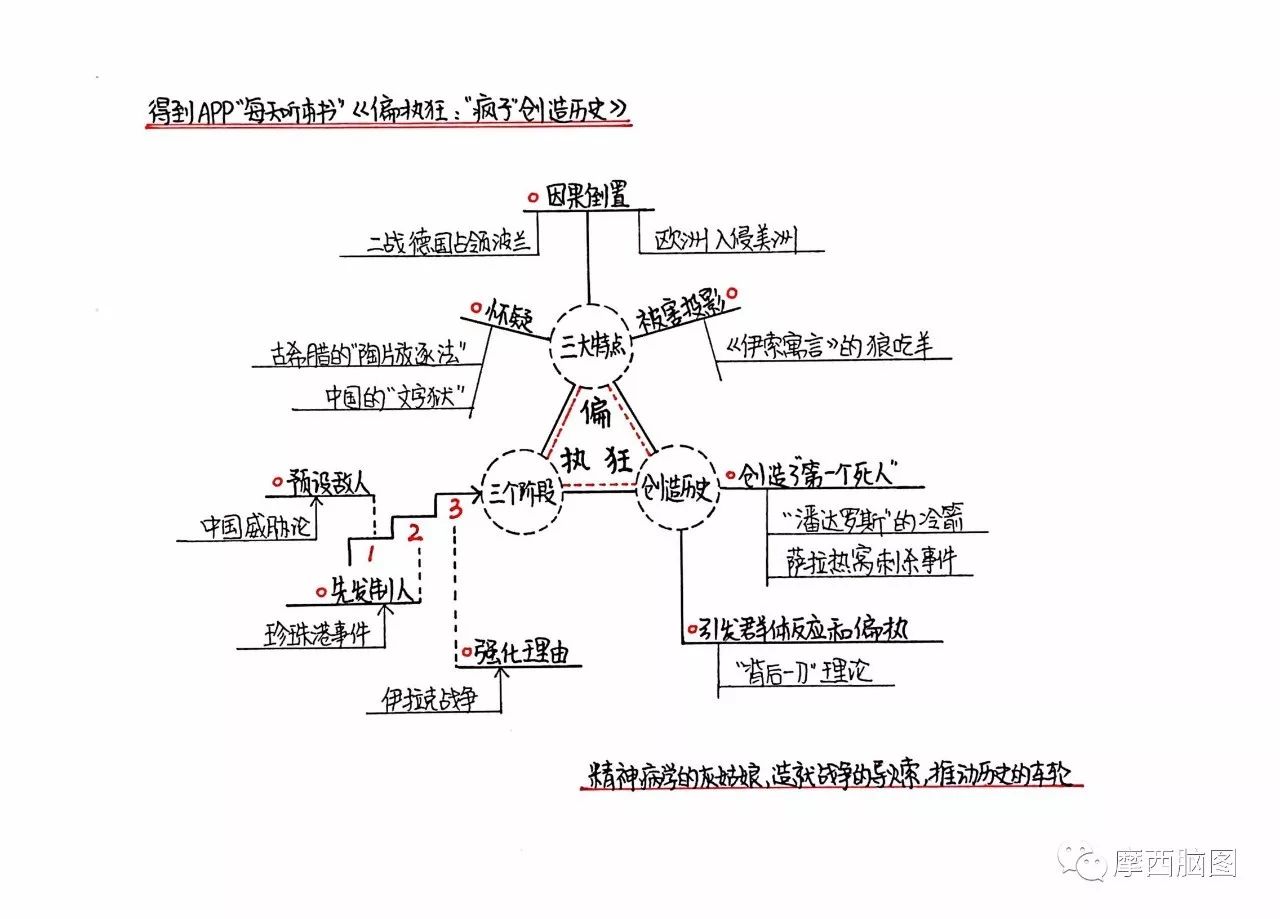 得到APP“每天听本书”《偏执狂：“疯子”创造历史》
因果倒置
二战德国占领波兰
欧洲入侵美洲
怀疑
被害投影
三大特点
古希腊的“陶片放逐法”
中国的“文字狱”
《伊索寓言》的狼吃羊
偏
执狂
三个阶段
创造历史
预设敌人
中国威胁论
1
2
3
先发制人
珍珠港事件
强化理由
伊拉克战争
创造了“第一个死人”
“潘达罗斯”的冷箭
萨拉热窝刺杀事件
引发群体反应和偏执
“背后一刀”理论
精神病学的灰姑娘，造就战争的导火索，推动历史的车轮
摩西脑图